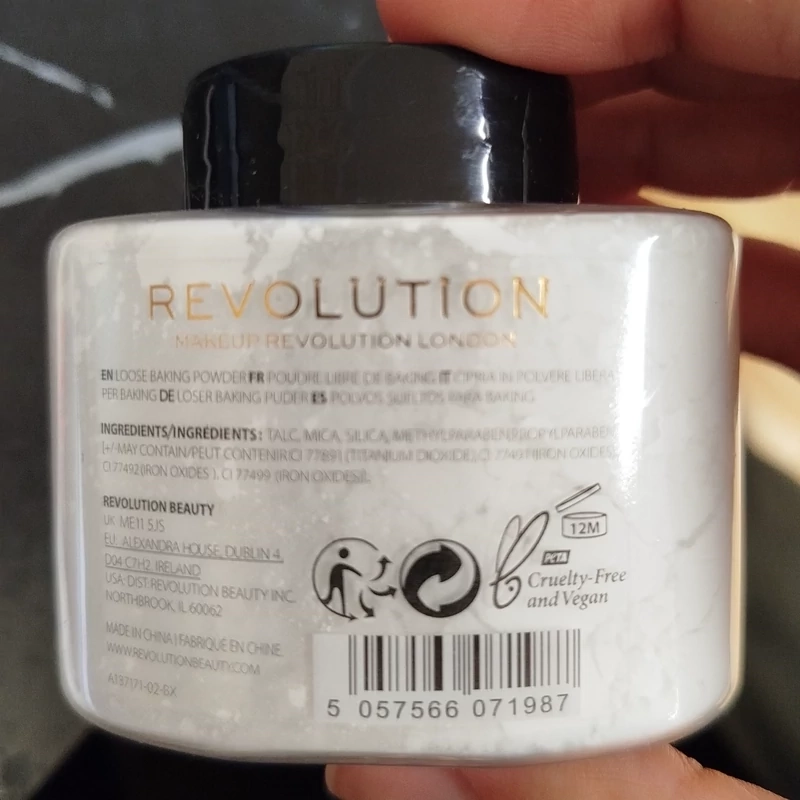 REVOLUTION
MAKEUP REVOLUTION LONDON
EN LOOSE BAKING POWDER FR POUDRE LIBRE DE BAKING IT CIPRIA IN POLVERE LIBERA
PER BAKING DE LOSER BAKING PUDER ES POLVOS SUELTOS PARA BAKING
INGREDIENTS/INGRÉDIENTS: TALC, MICA, SILICA, METHYLPARABEN, PROPYLPARABEN
[+/-MAY CONTAIN/PEUT CONTENIR: CI 77891 (TITANIUM DIOXIDE), CI 77491 (IRON OXIDES),
CI 77492 (IRON OXIDES ), CI 77499 (IRON OXIDES)].
REVOLUTION BEAUTY
UK: ME11 5JS
EU: ALEXANDRA HOUSE, DUBLIN 4,
D04 C7H2, IRELAND
USA: DIST: REVOLUTION BEAUTY INC.
NORTHBROOK, IL 60062
MADE IN CHINA | FABRIQUÉ EN CHINE.
WWW.REVOLUTIONBEAUTY.COM
A187171-02-GX
12M
PETA
Cruelty-Free
and Vegan
5 057566 071987